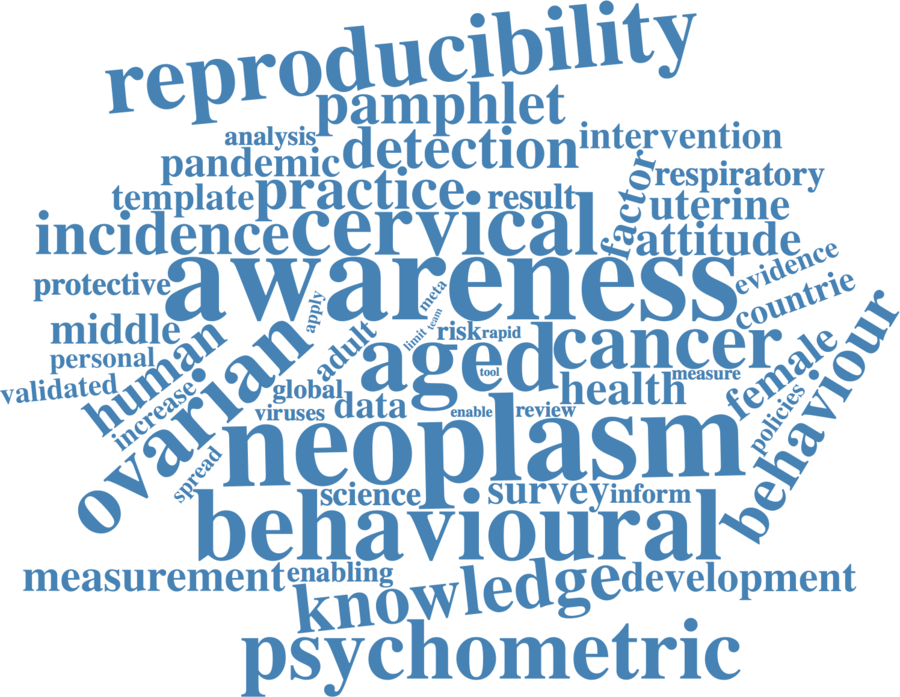 reproducibility
pamphlet
analysis
detection
intervention
pandemic
factor
respiratory
template
practice
result
uterine
incidence
cervical
attitude
awareness
evidence
protective
countrie
apply
meta
team
limit
middle
human
risk
rapid
cancer
behaviour
personal
ovarian
adult
aged
tool
measure
female
validated
increase
global
health
policies
viruses
data
enable
review
neoplasm
spread
science
survey
inform
behavioural
measurement
enabling
knowledge
development
psychometric